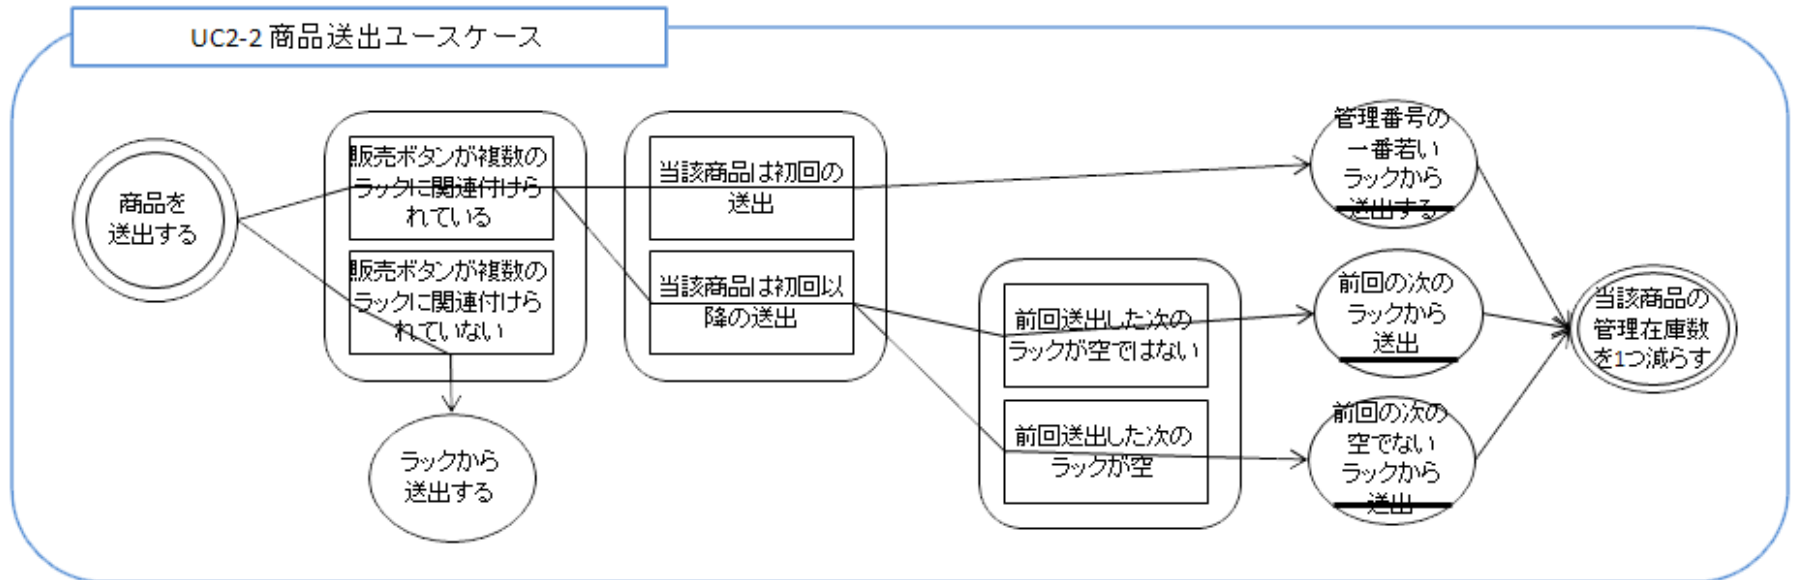 UC2-2 商品送出ユースケース
商品を
送出する
販売ボタンが複数の
ラックに関連付けら
れている
販売ボタンが複数の
ラックに関連付けら
れていない
ラックから
送出する
当該商品は初回の
送出
当該商品は初回以
降の送出
前回送出した次の
ラックが空ではない
前回送出した次の
ラックが空
管理番号の
一番若い
ラックから
送出する
前回の次の
ラックから
送出
前回の次の
空でない
ラックから
送出
当該商品の
管理在庫数
を1つ減らす